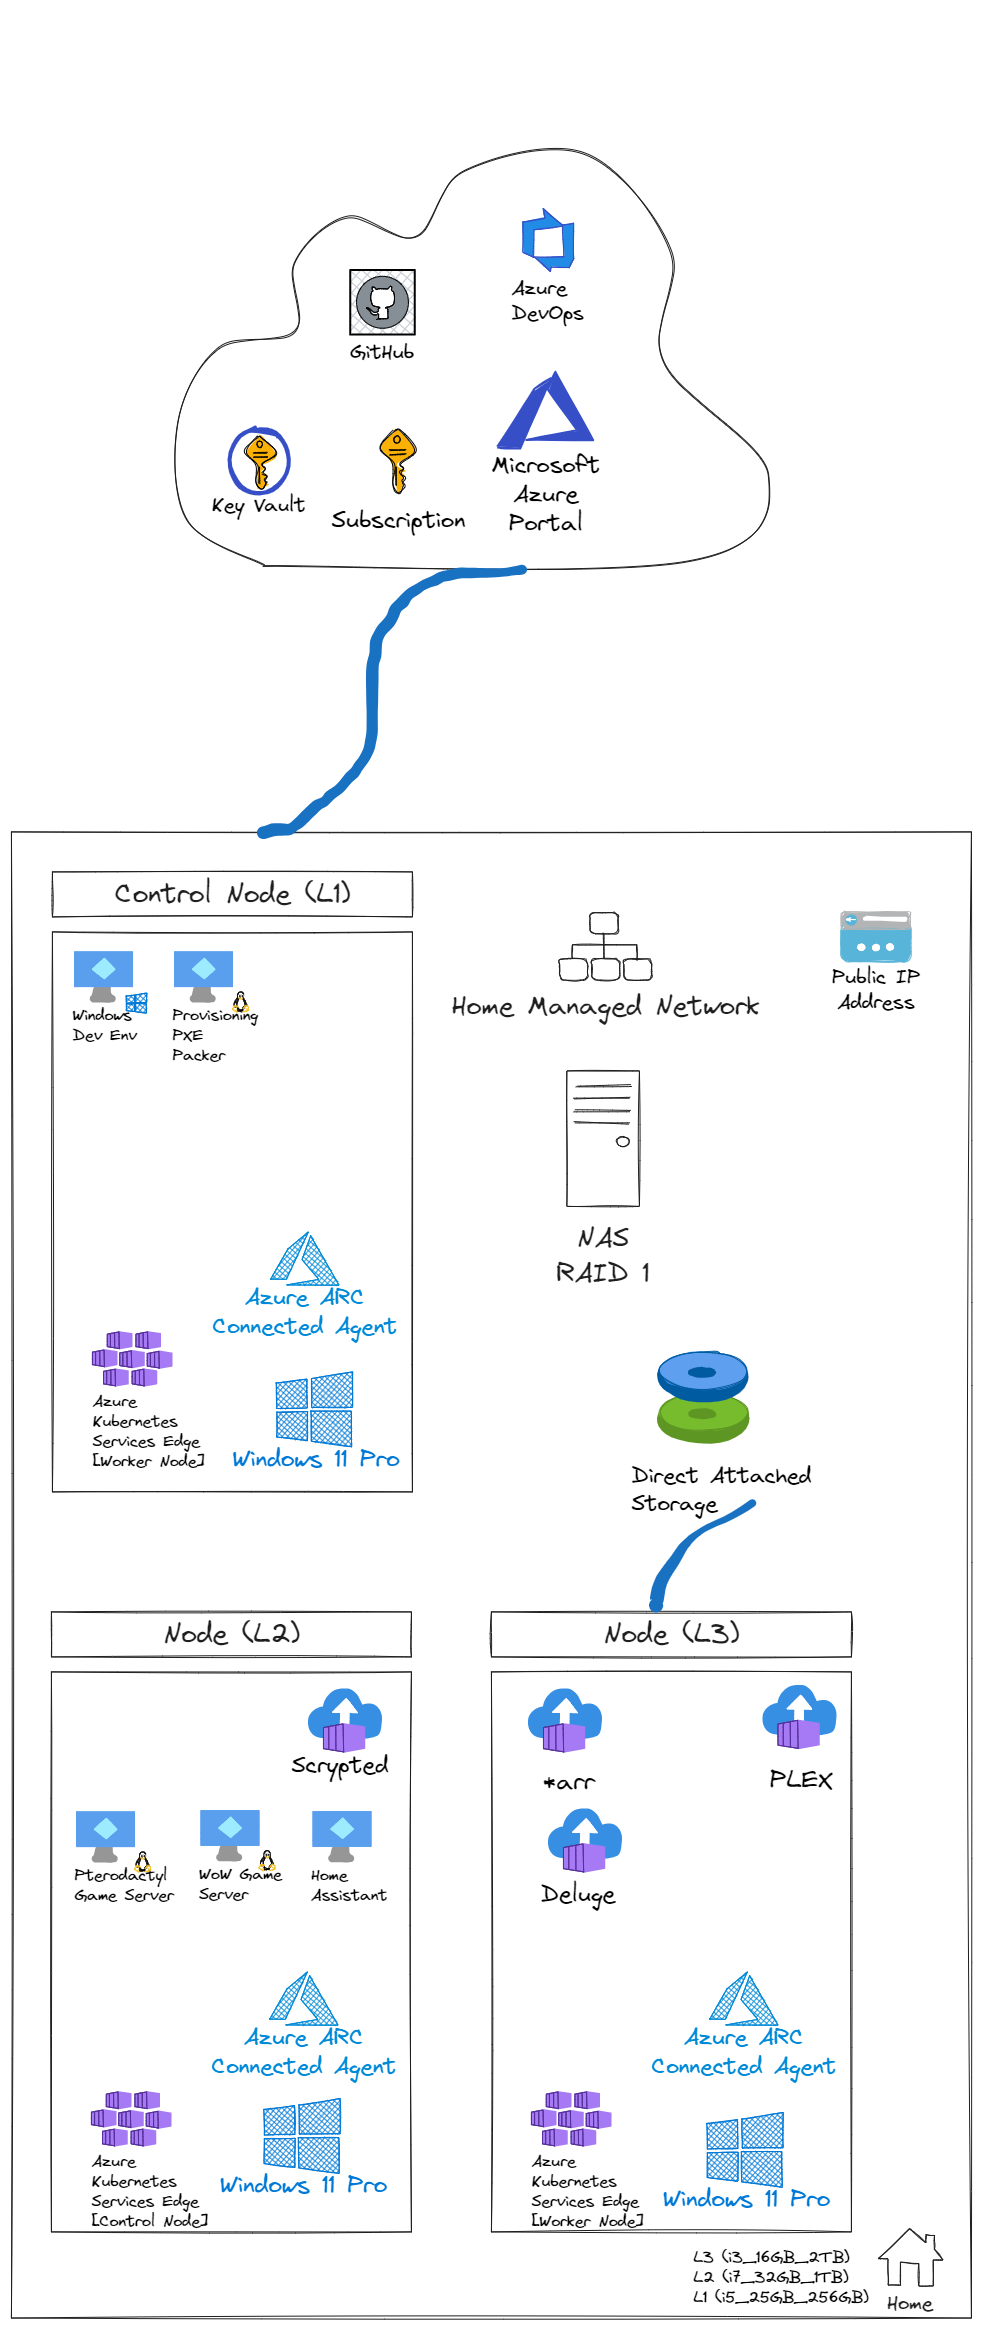 Azure
DevOps
GitHub
Microsoft
Azure
Portal
Key Vault
Subscription
Control Node (L1)
Windows
Dev Env
Provisioning
PXE
Packer
Home Managed Network
Public IP
Address
NAS
RAID 1
Azure ARC
Connected Agent
Azure
Kubernetes
Services Edge
[Worker Node]
Windows 11 Pro
Direct Attached
Storage
Node (L2)
Scrypted
Pterodactyl
Game Server
WoW Game
Server
Home
Assistant
Azure ARC
Connected Agent
Azure
Kubernetes
Services Edge
[Control Node]
Windows 11 Pro
Node (L3)
*arr
PLEX
Deluge
Azure ARC
Connected Agent
Azure
Kubernetes
Services Edge
[Worker Node]
Windows 11 Pro
L3 (i3_16GB_2TB)
L2 (i7_32GB_1TB)
L1 (i5_25GB_256GB)
Home